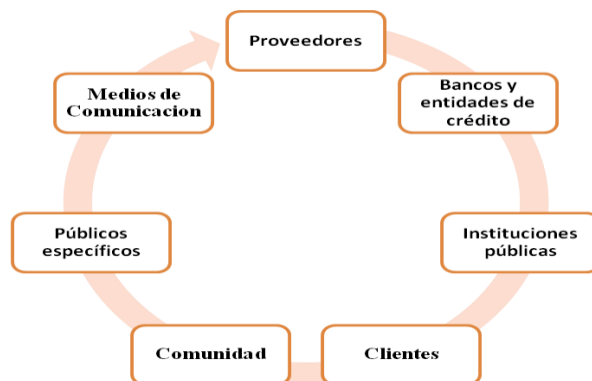 Proveedores
Bancos y
entidades de
crédito
Instituciones
públicas
Clientes
Comunidad
Públicos
específicos
Medios de
Comunicacion